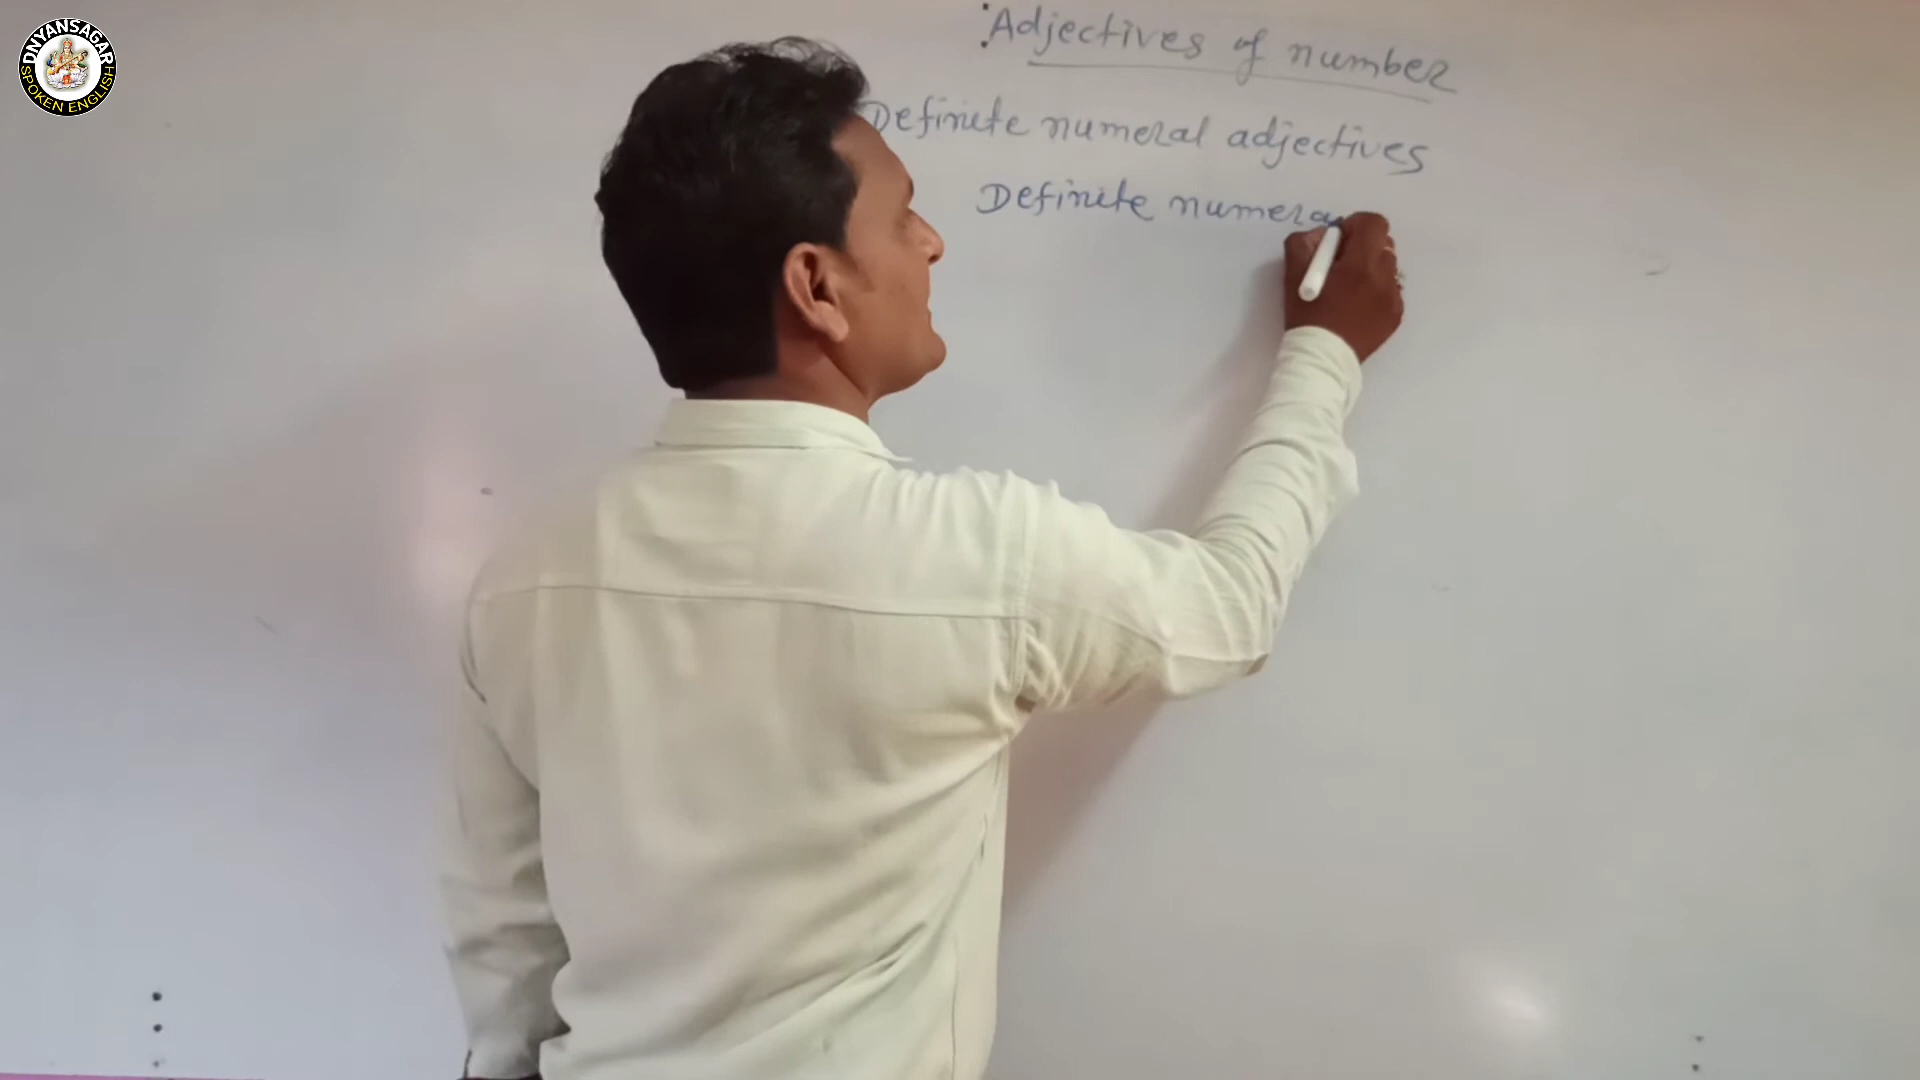 DNYANSAGAR
SPOKEN ENGLISH
Adjectives of number
Definite numeral adjectives
Definite numera